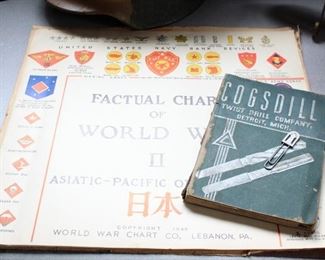 UNITED STATES NAVY RANK DEVICES
FACTUAL CHAR
OF
WORLD W
II
ASIATIC-PACIFIC O
日本
COPYRIGHT
WORLD WAR CHART CO., LEBANON, PA.
COGSDILL
TWIST DRILL COMPANY,
DETROIT, MICH.